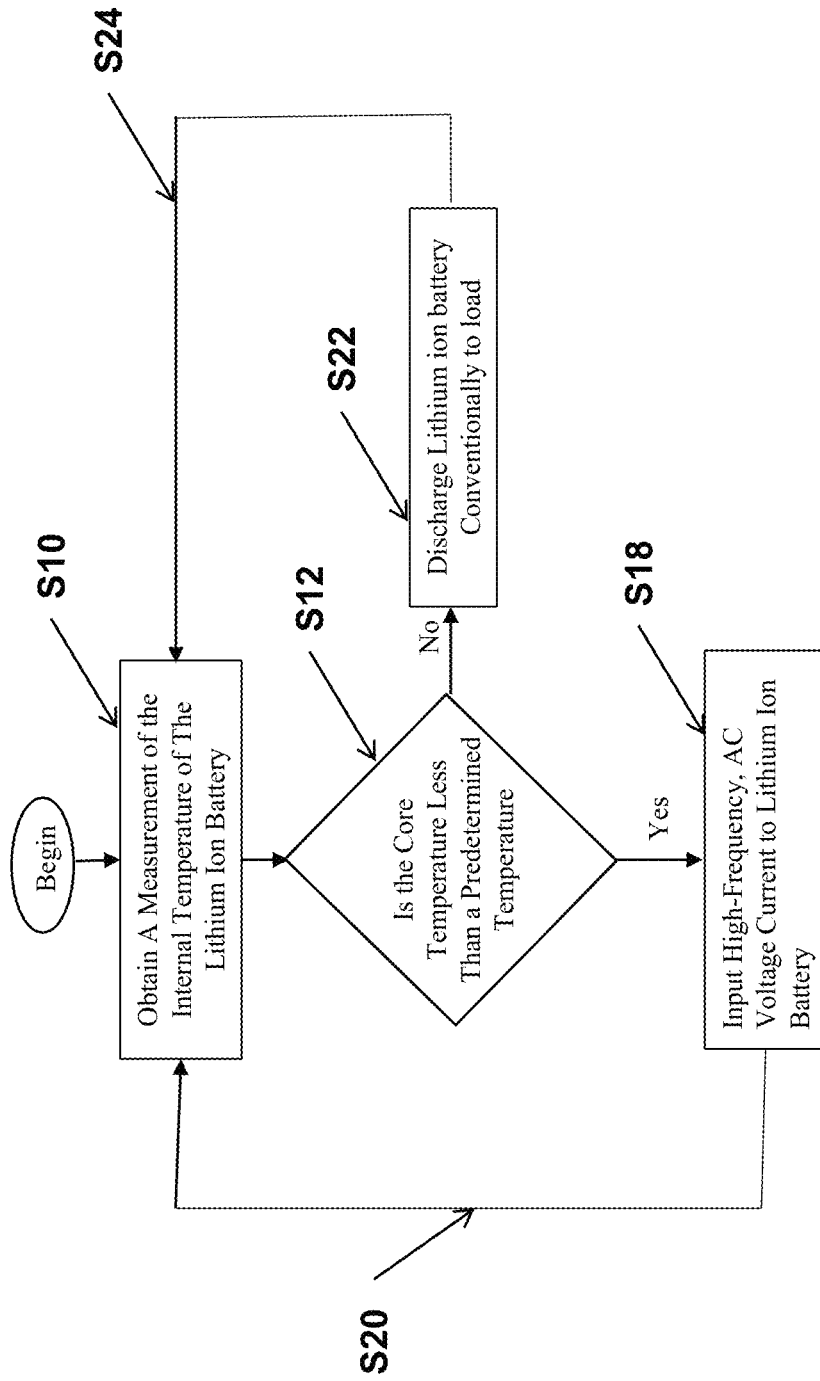 Begin
S10
Obtain A Measurement of the
Internal Temperature of The
Lithium Ion Battery
S24
S12
Is the Core
Temperature Less
Than a Predetermined
Temperature
No
S22
Discharge Lithium ion battery
Conventionally to load
Yes
S18
Input High-Frequency, AC
Voltage Current to Lithium Ion
Battery
S20